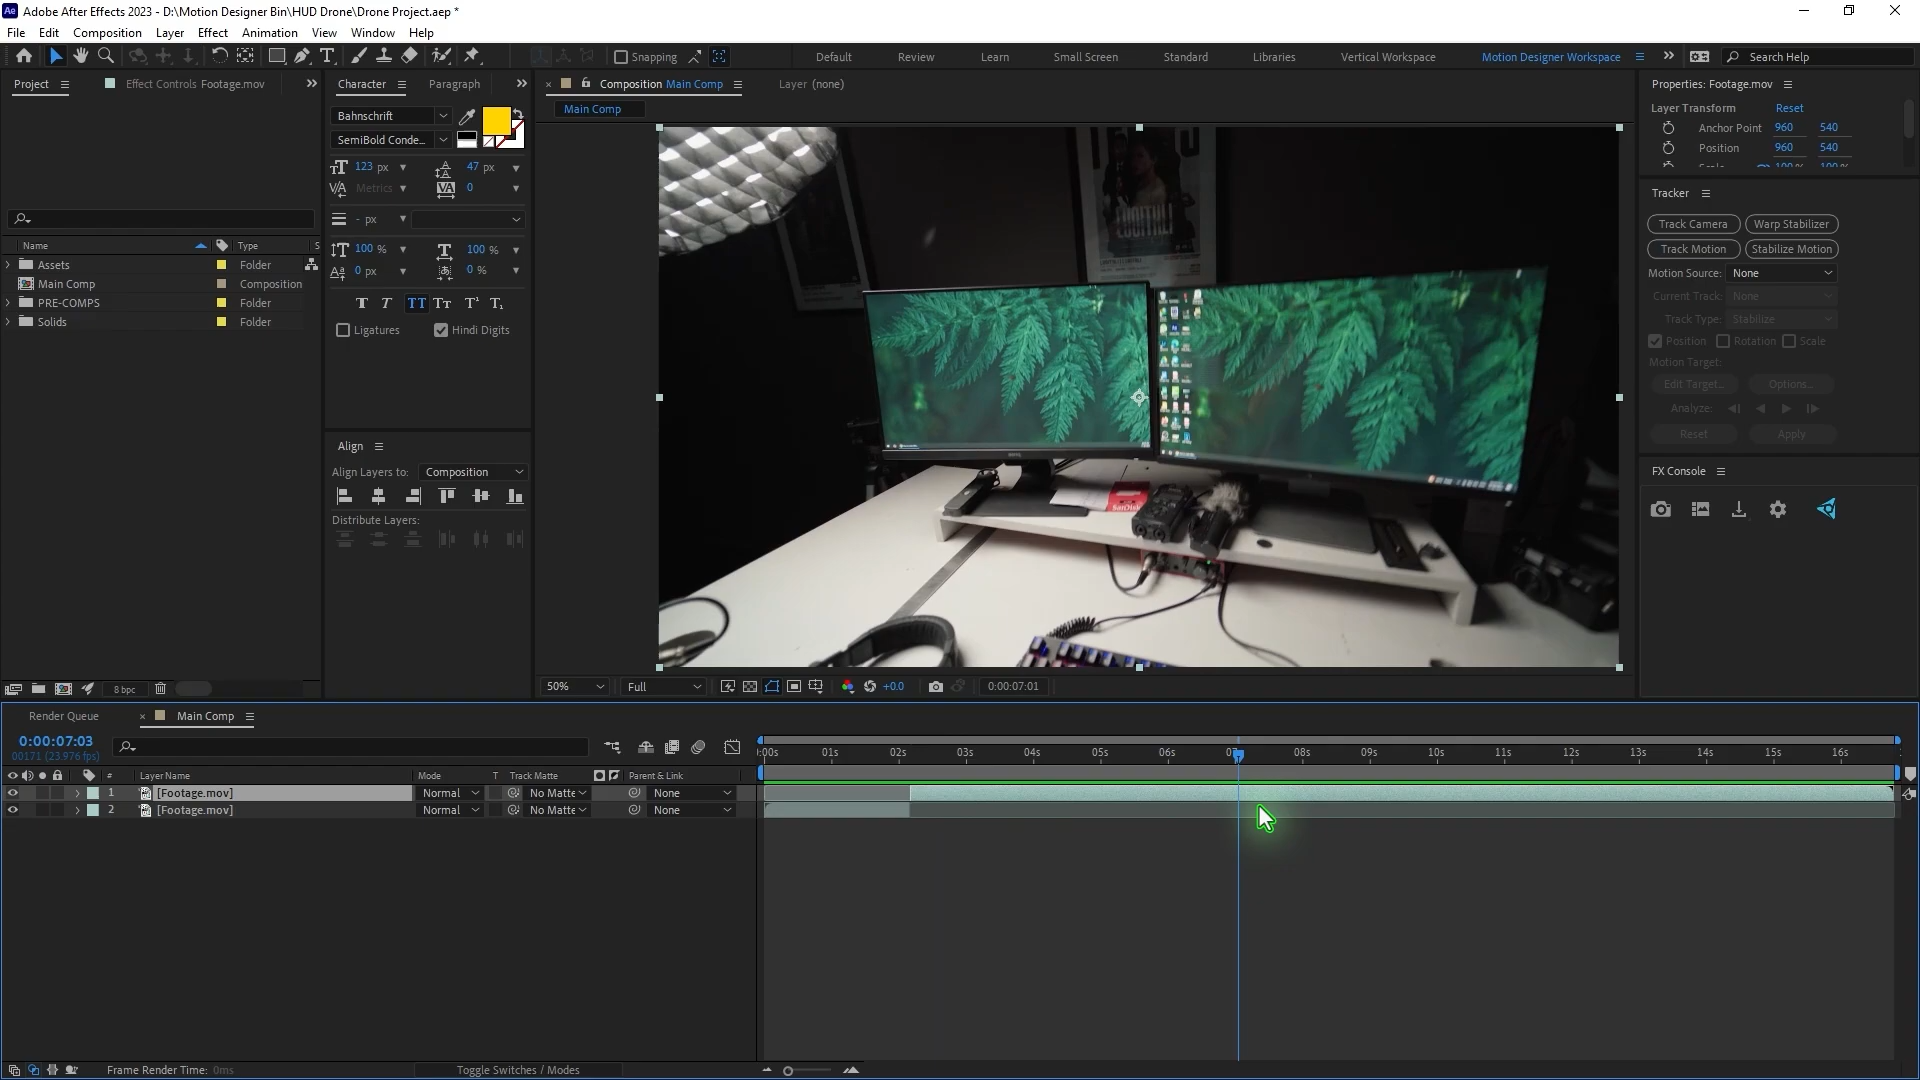 Adobe After Effects 2023 - D:\Motion Designer Bin\HUD Drone\Drone Project.aep *
File Edit Composition Layer Effect Animation View Window Help
Snapping
Default Review Learn Small Screen Standard Libraries Vertical Workspace Motion Designer Workspace
Search Help
Project
Effect Controls Footage.mov
Name Type S
Assets Folder
Main Comp Composition
PRE-COMPS Folder
Solids Folder
8 bpc
Character Paragraph
Bahnschrift
SemiBold Conde...
123 px 47 px
Metrics 0
- px
100 % 100 %
0 px 0 %
Ligatures Hindi Digits
Align
Align Layers to: Composition
Distribute Layers:
Composition Main Comp
Layer (none)
Main Comp
SanDisk
50% Full +0.0 0:00:07:01
Properties: Footage.mov
Layer Transform Reset
Anchor Point 960 540
Position 960 540
Scale 100 % 100 %
Tracker
Track Camera Warp Stabilizer
Track Motion Stabilize Motion
Motion Source: None
Current Track: None
Track Type: Stabilize
Position Rotation Scale
Motion Target:
Edit Target... Options...
Analyze:
Reset Apply
FX Console
Render Queue Main Comp
0:00:07:03
00171 (23.976 fps)
:00s 01s 02s 03s 04s 05s 06s 07 08s 09s 10s 11s 12s 13s 14s 15s 16s
# Layer Name Mode T Track Matte Parent & Link
1 [Footage.mov] Normal No Matte None
2 [Footage.mov] Normal No Matte None
Frame Render Time: 0ms
Toggle Switches / Modes